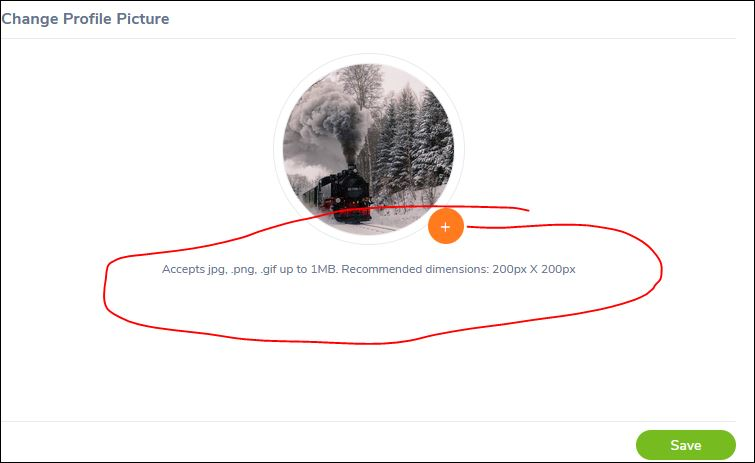 Change Profile Picture
+
Accepts jpg, .png, .gif up to 1MB. Recommended dimensions: 200px X 200px
Save